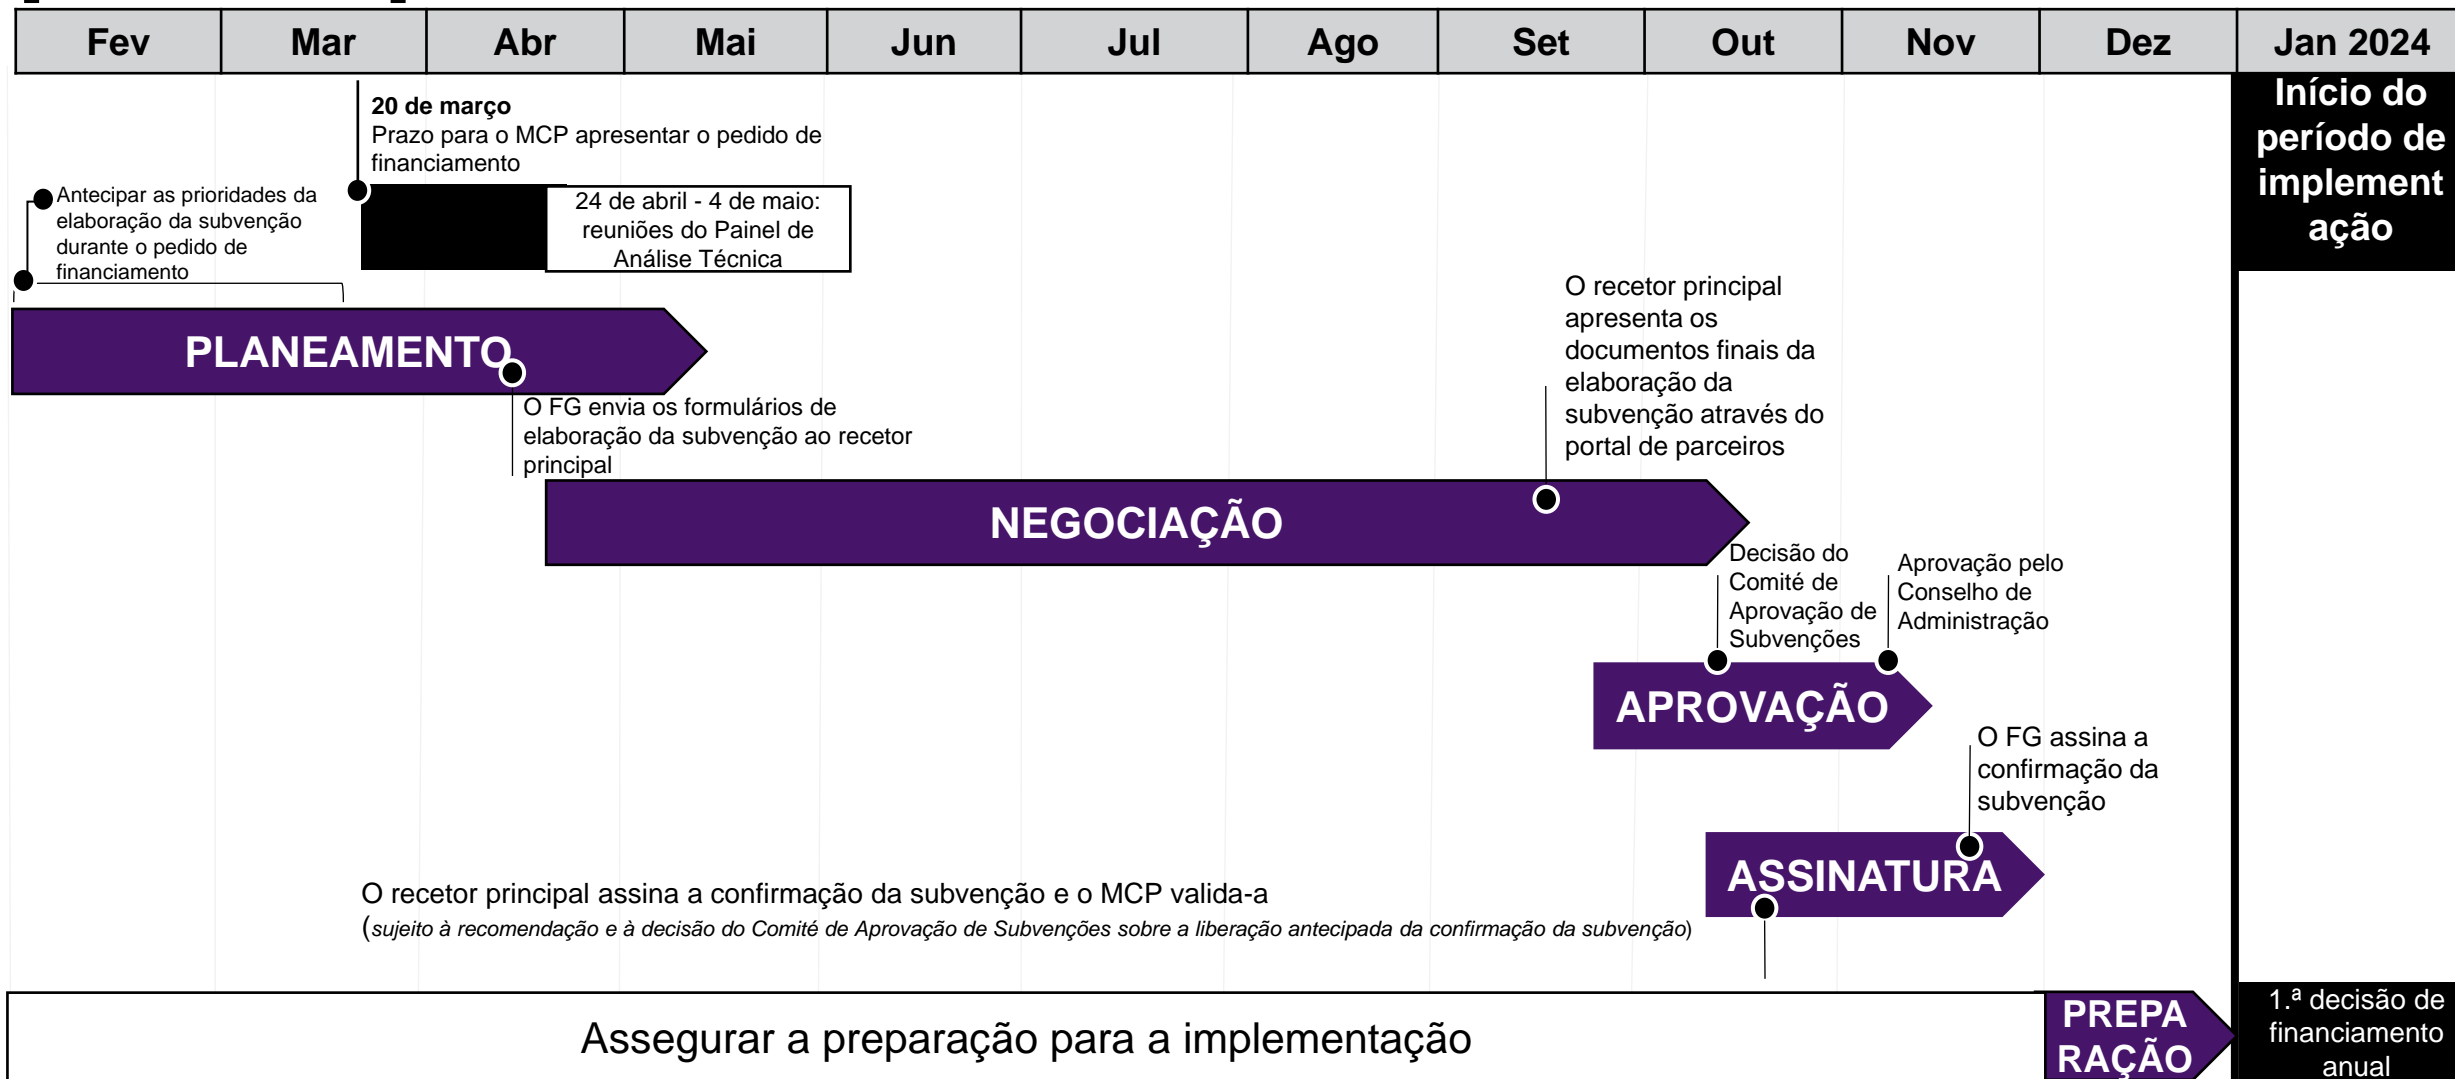 Fev Mar Abr Mai Jun Jul Ago Set Out Nov Dez Jan 2024
Início do
período de
implement
ação
20 de março
Prazo para o MCP apresentar o pedido de
financiamento
Antecipar as prioridades da
elaboração da subvenção
durante o pedido de
financiamento
24 de abril - 4 de maio:
reuniões do Painel de
Análise Técnica
PLANEAMENTO
O FG envia os formulários de
elaboração da subvenção ao recetor
principal
O recetor principal
apresenta os
documentos finais da
elaboração da
subvenção através do
portal de parceiros
NEGOCIAÇÃO
Decisão do
Comité de
Aprovação de
Subvenções
Aprovação pelo
Conselho de
Administração
APROVAÇÃO
O FG assina a
confirmação da
subvenção
ASSINATURA
O recetor principal assina a confirmação da subvenção e o MCP valida-a
(sujeito à recomendação e à decisão do Comité de Aprovação de Subvenções sobre a liberação antecipada da confirmação da subvenção)
Assegurar a preparação para a implementação
PREPA
RAÇÃO
1.ª decisão de
financiamento
anual